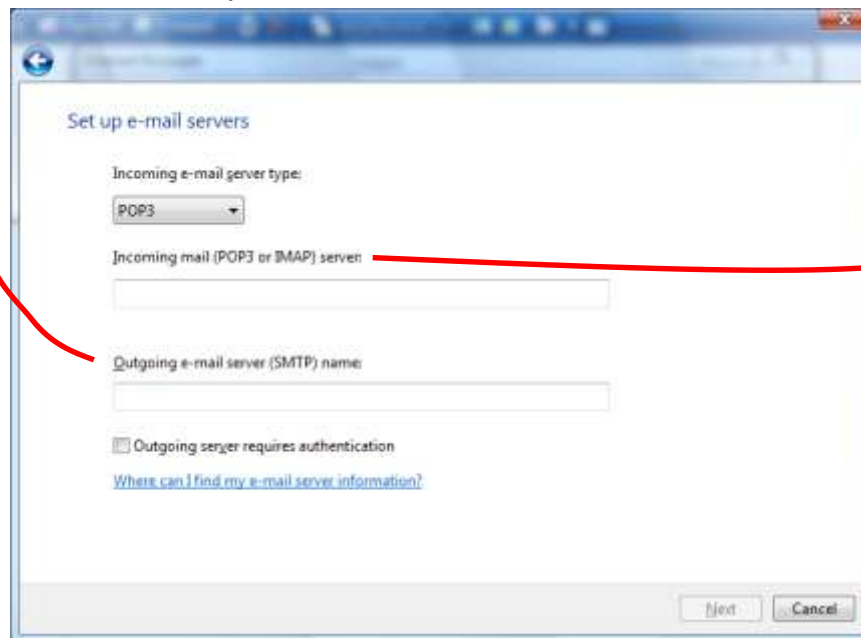 Set up e-mail servers
Incoming e-mail server type:
POP3
Incoming mail (POP3 or IMAP) server:
Outgoing e-mail server (SMTP) name:
Outgoing server requires authentication
Where can I find my e-mail server information?
Next
Cancel